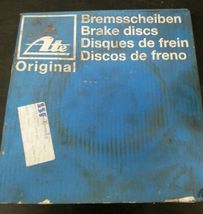 Ate
Original
Bremsscheiben
Brake discs
Disques de frein
Discos de freno